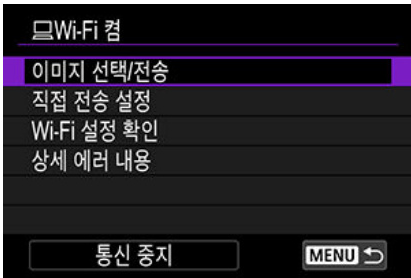 Wi-Fi 켬
이미지 선택/전송
직접 전송 설정
Wi-Fi 설정 확인
상세 에러 내용
통신 중지
MENU